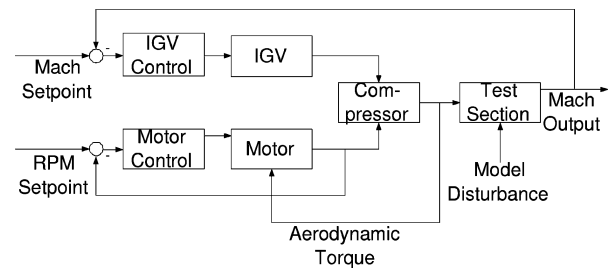 Mach
Setpoint
-
IGV
Control
IGV
Com-
pressor
Test
Section
Mach
Output
RPM
Setpoint
-
Motor
Control
Motor
Model
Disturbance
Aerodynamic
Torque